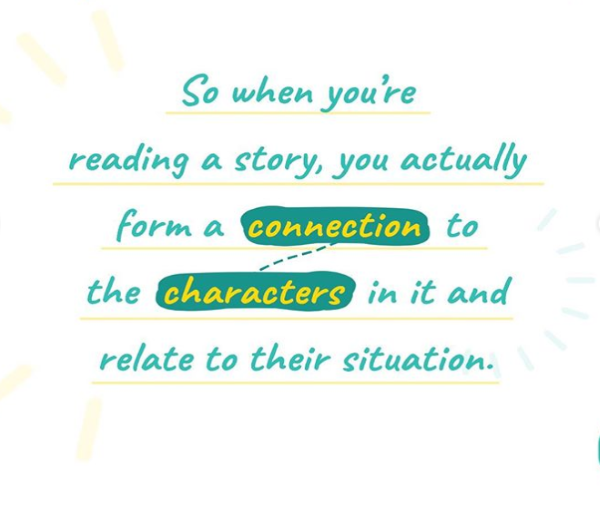 So when you're
reading a story, you actually
form a connection to
the characters in it and
relate to their situation.